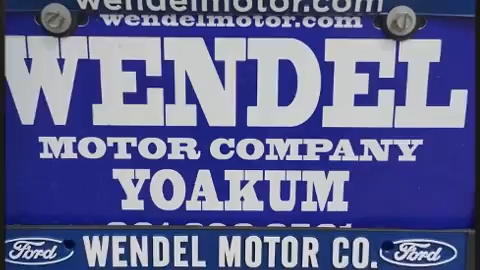 wendelmotor.com
wendelmotor.com
WENDEL
MOTOR COMPANY
YOAKUM
Ford WENDEL MOTOR CO. Ford